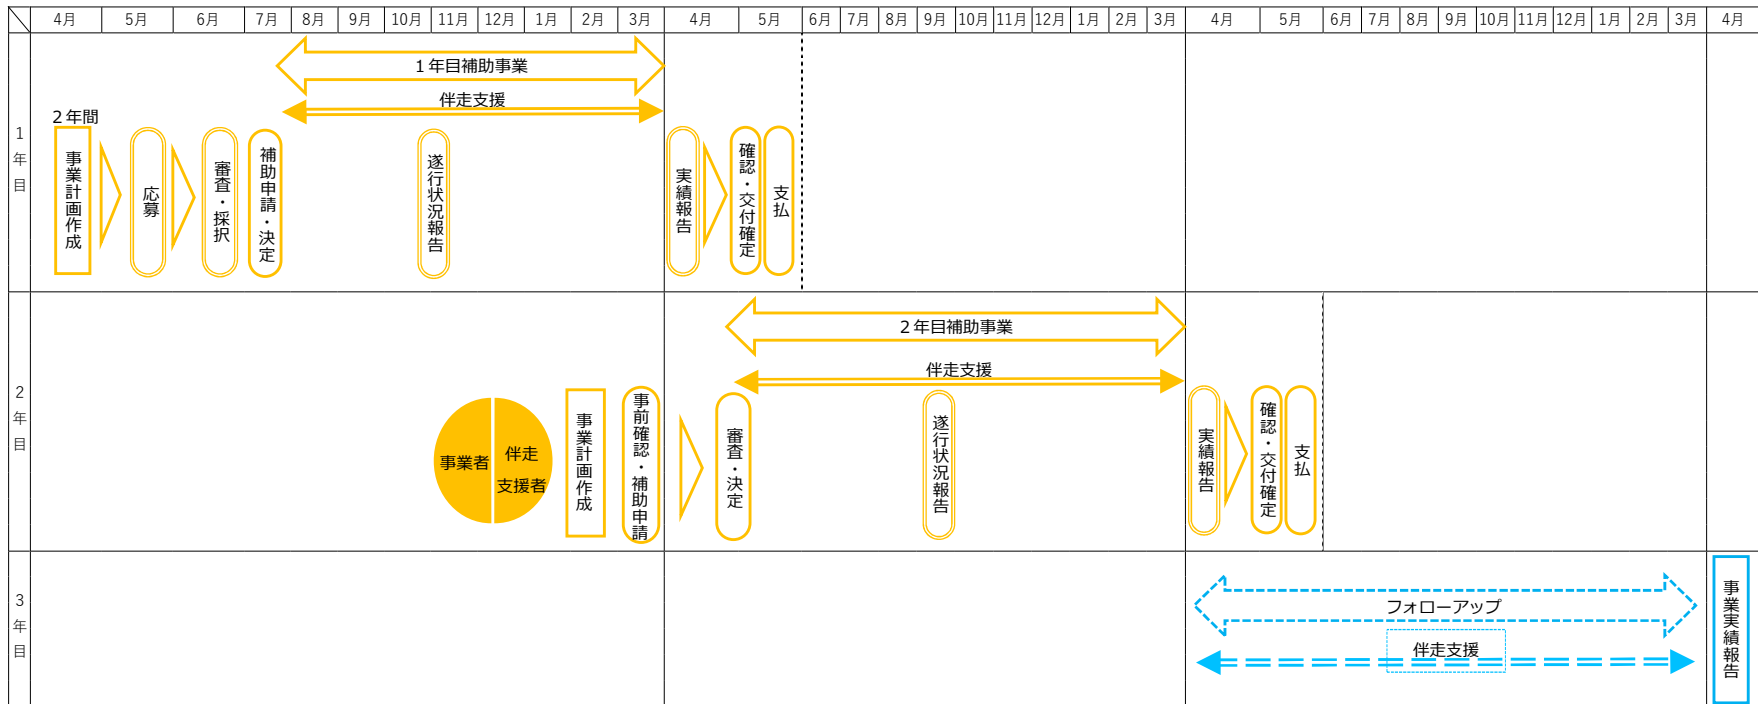 4月 5月 6月 7月 8月 9月 10月 11月 12月 1月 2月 3月 4月 5月 6月 7月 8月 9月 10月 11月 12月 1月 2月 3月 4月 5月 6月 7月 8月 9月 10月 11月 12月 1月 2月 3月 4月
1年目
1年目補助事業
伴走支援
2年間
事業計画作成
応募
審査・採択
補助申請・決定
遂行状況報告
実績報告
確認・交付確定
支払
2年目
2年目補助事業
伴走支援
事業者
伴走
支援者
事業計画作成
事前確認・補助申請
審査・決定
遂行状況報告
実績報告
確認・交付確定
支払
3年目
フォローアップ
伴走支援
事業実績報告